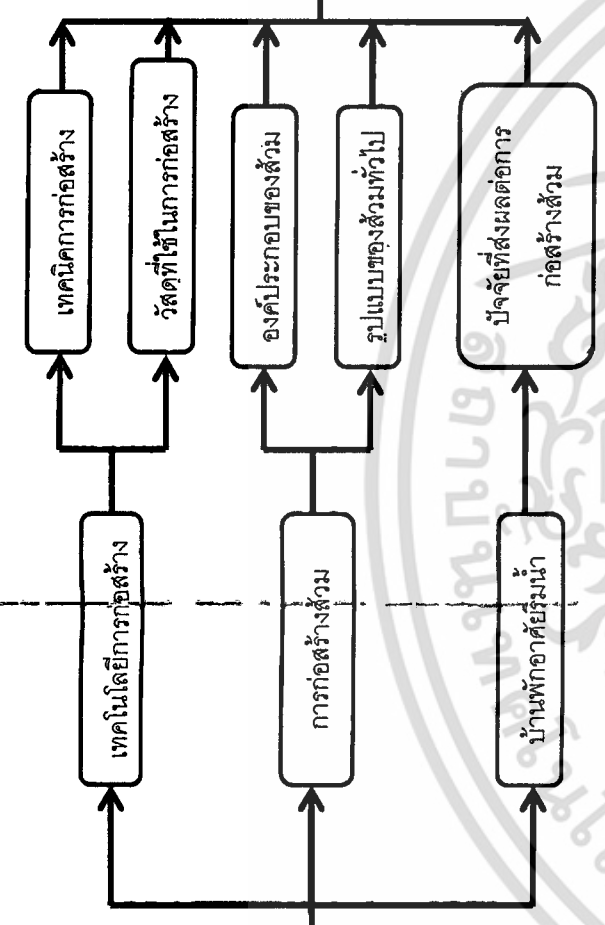 เทคโนโลยีการก่อสร้าง
การก่อสร้างส้วม
บ้านพักอาศัยริมน้ำ
เทคนิคการก่อสร้าง
วัสดุที่ใช้ในการก่อสร้าง
องค์ประกอบของส้วม
รูปแบบของส้วมทั่วไป
ปัจจัยที่ส่งผลต่อการ
ก่อสร้างส้วม